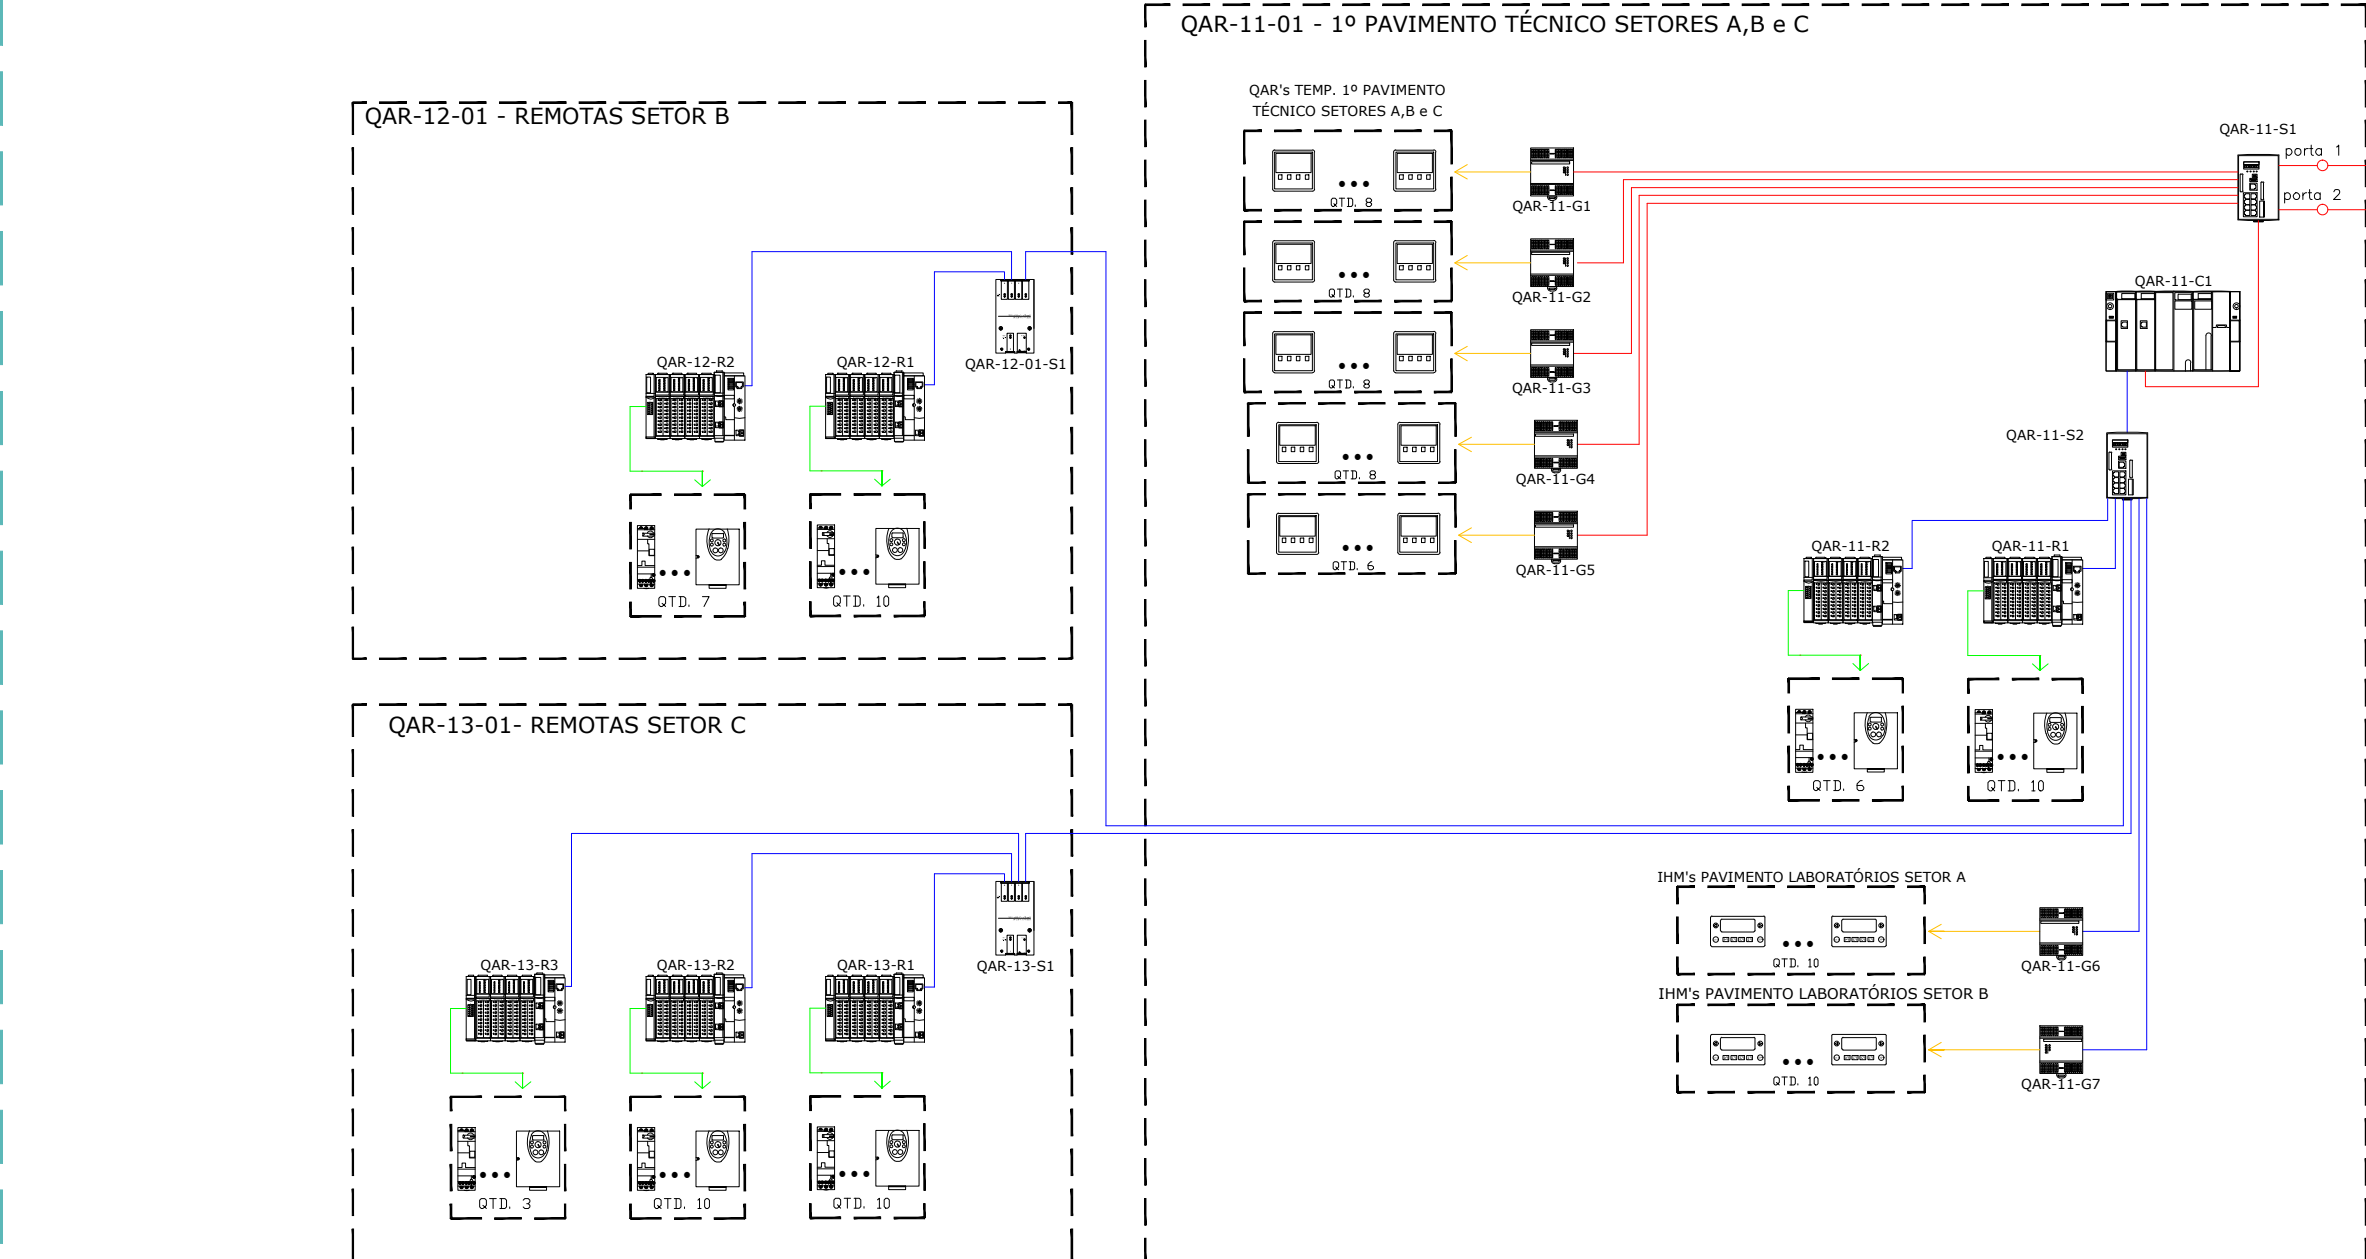 QAR-11-01 - 1º PAVIMENTO TÉCNICO SETORES A,B e C
QAR's TEMP. 1º PAVIMENTO
TÉCNICO SETORES A,B e C
QTD. 8
QAR-11-G1
QTD. 8
QAR-11-G2
QTD. 8
QAR-11-G3
QTD. 8
QAR-11-G4
QTD. 6
QAR-11-G5
QAR-11-S1
porta 1
porta 2
QAR-11-C1
QAR-11-S2
QAR-11-R2
QAR-11-R1
QTD. 6
QTD. 10
IHM's PAVIMENTO LABORATÓRIOS SETOR A
QTD. 10
QAR-11-G6
IHM's PAVIMENTO LABORATÓRIOS SETOR B
QTD. 10
QAR-11-G7
QAR-12-01 - REMOTAS SETOR B
QAR-12-R2
QAR-12-R1
QAR-12-01-S1
QTD. 7
QTD. 10
QAR-13-01- REMOTAS SETOR C
QAR-13-R3
QAR-13-R2
QAR-13-R1
QAR-13-S1
QTD. 3
QTD. 10
QTD. 10